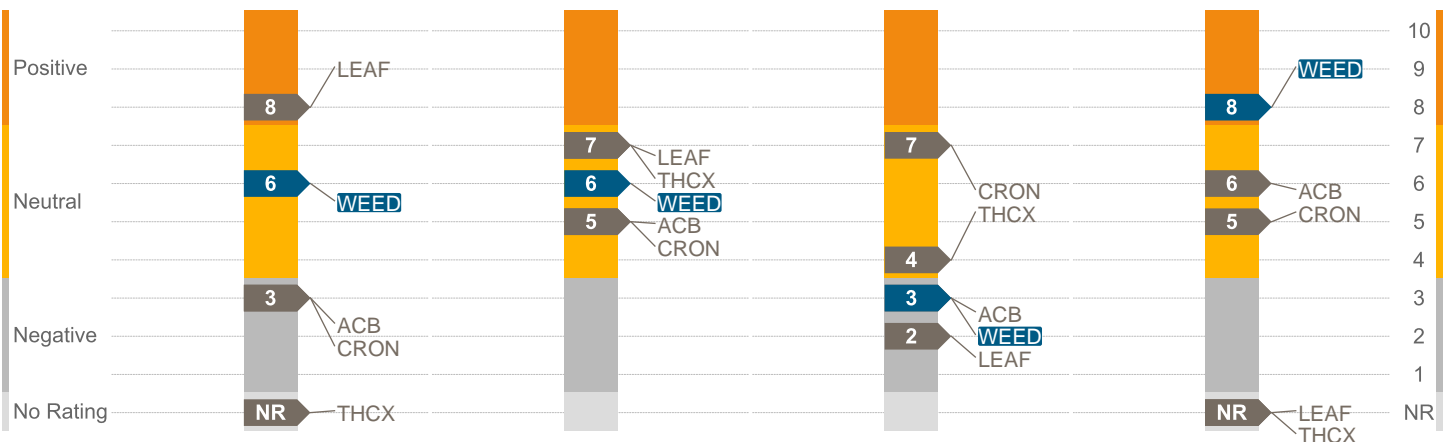 Positive
Neutral
Negative
No Rating
8
LEAF
6
WEED
3
ACB
CRON
NR
THCX
7
LEAF
THCX
6
WEED
5
ACB
CRON
7
CRON
THCX
4
3
ACB
WEED
2
LEAF
WEED
8
6
ACB
5
CRON
NR
LEAF
THCX
10
9
8
7
6
5
4
3
2
1
NR